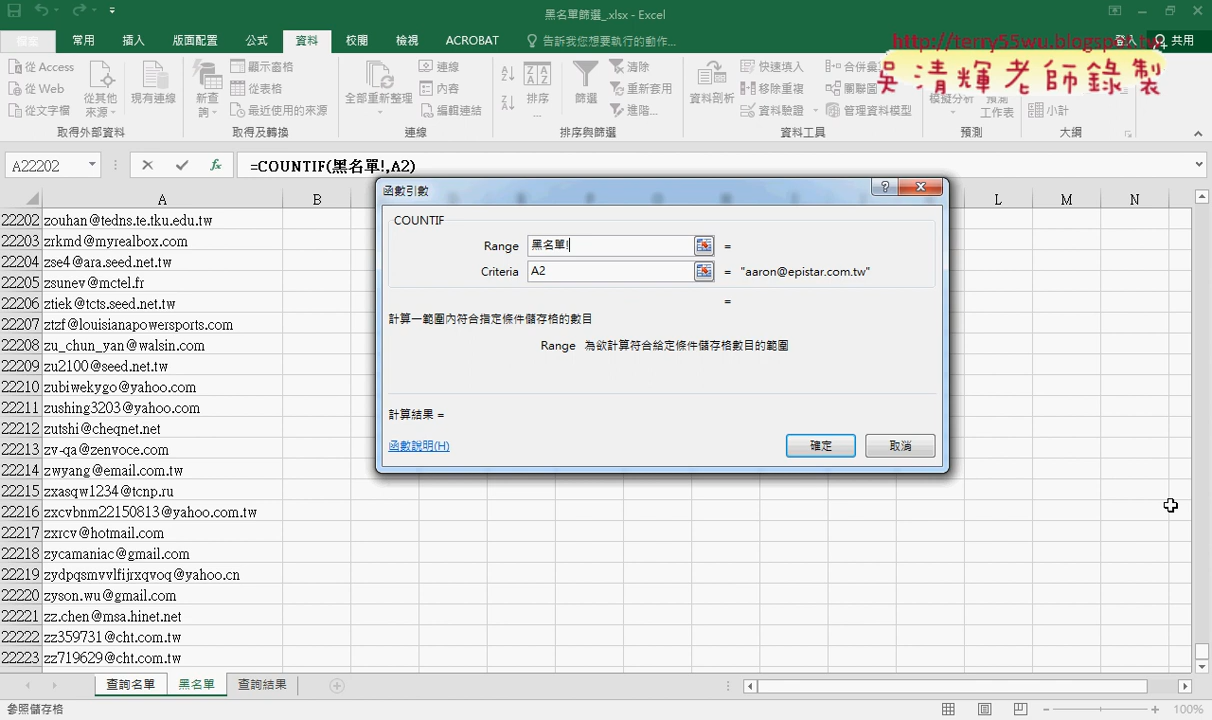 黑名單篩選_.xlsx - Excel
檔案 常用 插入 版面配置 公式 資料 校閱 檢視 ACROBAT 告訴我您想要執行的動作... 登入 共用
http://terry55wu.blogspot.tw
吳清輝老師錄製
從 Access
從 Web
從文字檔
從其他來源
現有連線
取得外部資料
新查詢
顯示查詢
從表格
最近使用的來源
取得及轉換
全部重新整理
連線
內容
編輯連結
連線
排序...
篩選
清除
重新套用
進階...
排序與篩選
資料剖析
快速填入
移除重複
資料驗證
合併彙
關聯圖
管理資料模型
資料工具
模擬分析
預測工作表
預測
小計
大綱
A22202 fx =COUNTIF(黑名單!,A2)
A B L M N
22202 zouhan@tedns.te.tku.edu.tw
22203 zrkmd@myrealbox.com
22204 zse4@ara.seed.net.tw
22205 zsunev@mctel.fr
22206 ztiek@tcts.seed.net.tw
22207 ztzf@louisianapowersports.com
22208 zu_chun_yan@walsin.com
22209 zu2100@seed.net.tw
22210 zubiwekygo@yahoo.com
22211 zushing3203@yahoo.com
22212 zutshi@cheqnet.net
22213 zv-qa@zenvoce.com
22214 zwyang@email.com.tw
22215 zxasqw1234@tcnp.ru
22216 zxcvbnm22150813@yahoo.com.tw
22217 zxrcv@hotmail.com
22218 zycamaniac@gmail.com
22219 zydpqsmvvlfijrxqvoq@yahoo.cn
22220 zyson.wu@gmail.com
22221 zz.chen@msa.hinet.net
22222 zz359731@cht.com.tw
22223 zz719629@cht.com.tw
函數引數
COUNTIF
Range 黑名單! =
Criteria A2 = "aaron@epistar.com.tw"
=
計算一範圍內符合指定條件儲存格的數目
Range 為欲計算符合給定條件儲存格數目的範圍
計算結果 =
函數說明(H) 確定 取消
查詢名單 黑名單 查詢結果
參照儲存格 100%